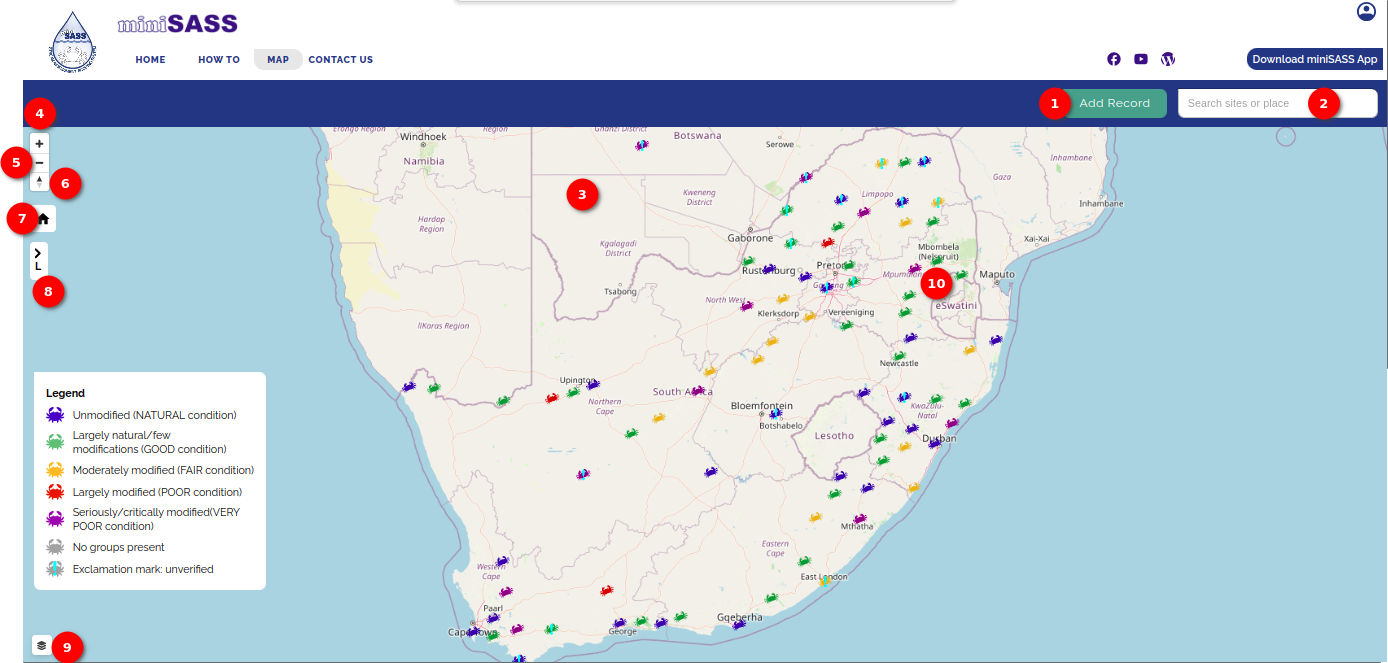 SASS
miniSASS
HOME HOW TO MAP CONTACT US
Download miniSASS App
1 Add Record
Search sites or place 2
4
+
5 −
6
7
L
8
3
10
Erongo Region
Region
Ghanzi District
Botswana
Windhoek
Serowe
Namibia
Inhambane
Gaza
Kweneng
District
Limpopo
Inhambane
Hardap
Region
Gaborone
Xai-Xai
Kgalagadi
District
Mbombela
(Nelspruit)
Rustenburg
Maputo
Tsabong
North West
eSwatini
Klerksdorp
Vereeniging
ǁKaras Region
Newcastle
Upington
South Africa
Northern
Cape
Bloemfontein
Botshabelo
KwaZulu-
Natal
Lesotho
Durban
Mthatha
Eastern
Cape
East London
Western
Cape
Paarl
Gqeberha
Cape Town
George
Legend
Unmodified (NATURAL condition)
Largely natural/few
modifications (GOOD condition)
Moderately modified (FAIR condition)
Largely modified (POOR condition)
Seriously/critically modified(VERY
POOR condition)
No groups present
Exclamation mark: unverified
9